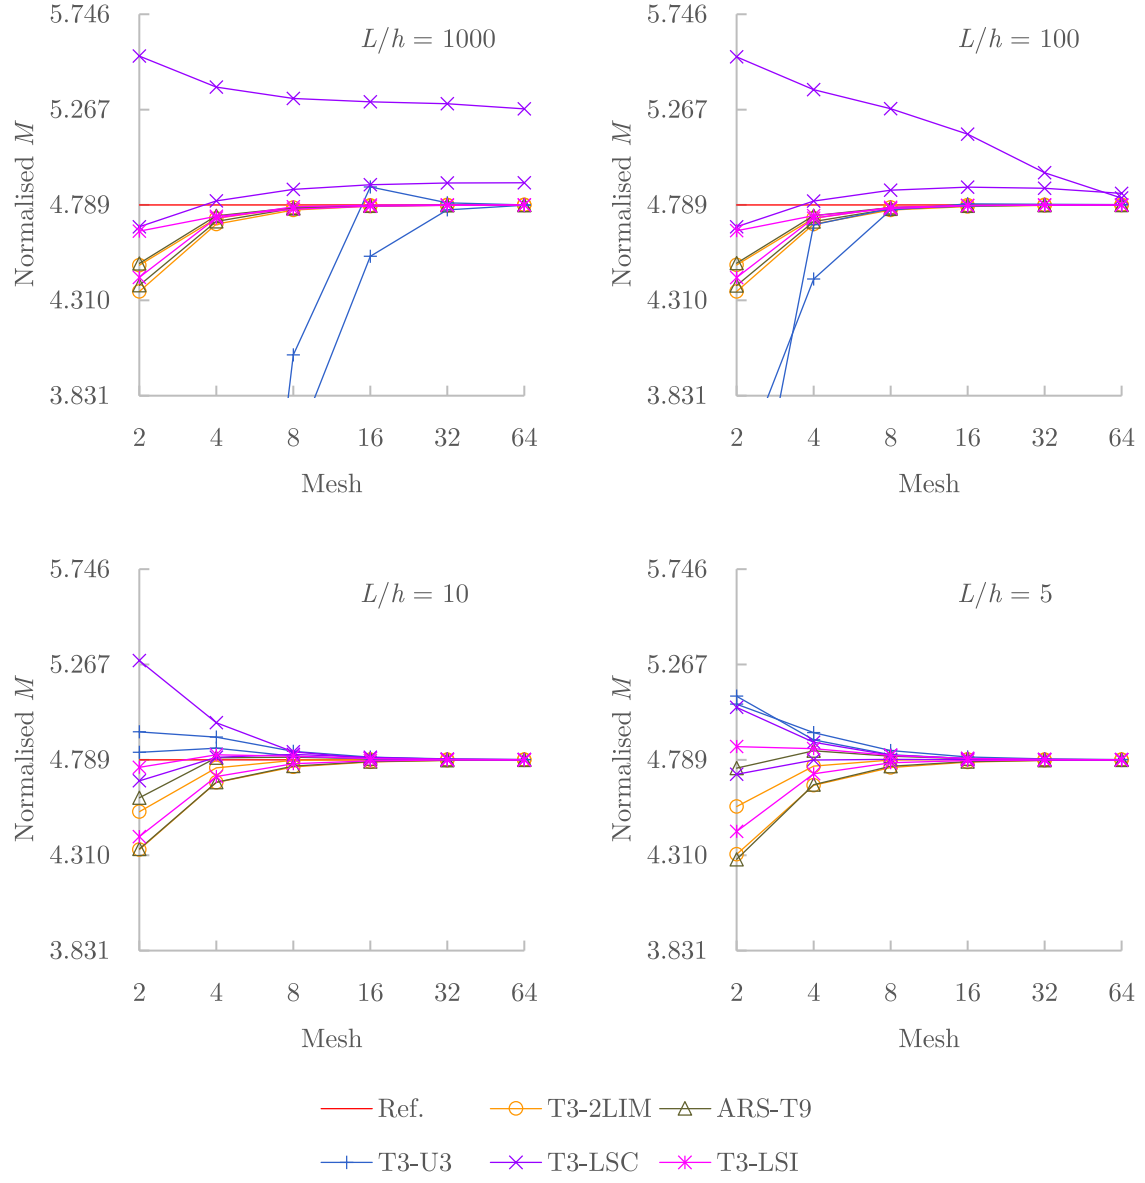 5.746
L/h = 1000
5.267
4.789
4.310
3.831
Normalised M
2 4 8 16 32 64
Mesh
5.746
L/h = 100
5.267
4.789
4.310
3.831
Normalised M
2 4 8 16 32 64
Mesh
5.746
L/h = 10
5.267
4.789
4.310
3.831
Normalised M
2 4 8 16 32 64
Mesh
5.746
L/h = 5
5.267
4.789
4.310
3.831
Normalised M
2 4 8 16 32 64
Mesh
Ref. T3-2LIM ARS-T9
T3-U3 T3-LSC T3-LSI